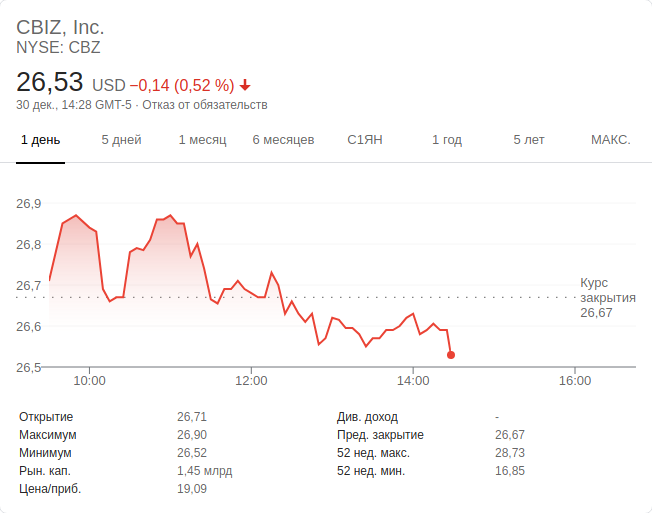 CBIZ, Inc.
NYSE: CBZ
26,53 USD −0,14 (0,52 %)
30 дек., 14:28 GMT-5 · Отказ от обязательств
1 день 5 дней 1 месяц 6 месяцев С1ЯН 1 год 5 лет МАКС.
26,9
26,8
26,7
26,6
26,5
Курс
закрытия
26,67
10:00 12:00 14:00 16:00
Открытие 26,71 Див. доход -
Максимум 26,90 Пред. закрытие 26,67
Минимум 26,52 52 нед. макс. 28,73
Рын. кап. 1,45 млрд 52 нед. мин. 16,85
Цена/приб. 19,09